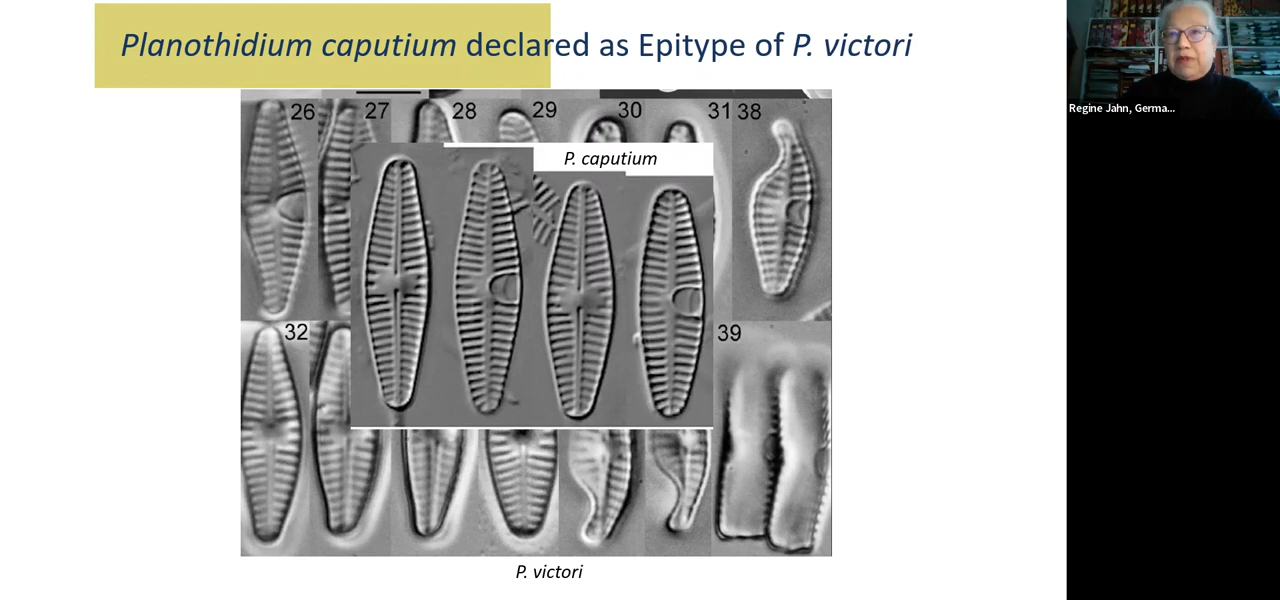 Planothidium caputium declared as Epitype of P. victori
Regine Jahn, Germa...
26 27 28 29 30 31 38
P. caputium
32 39
P. victori